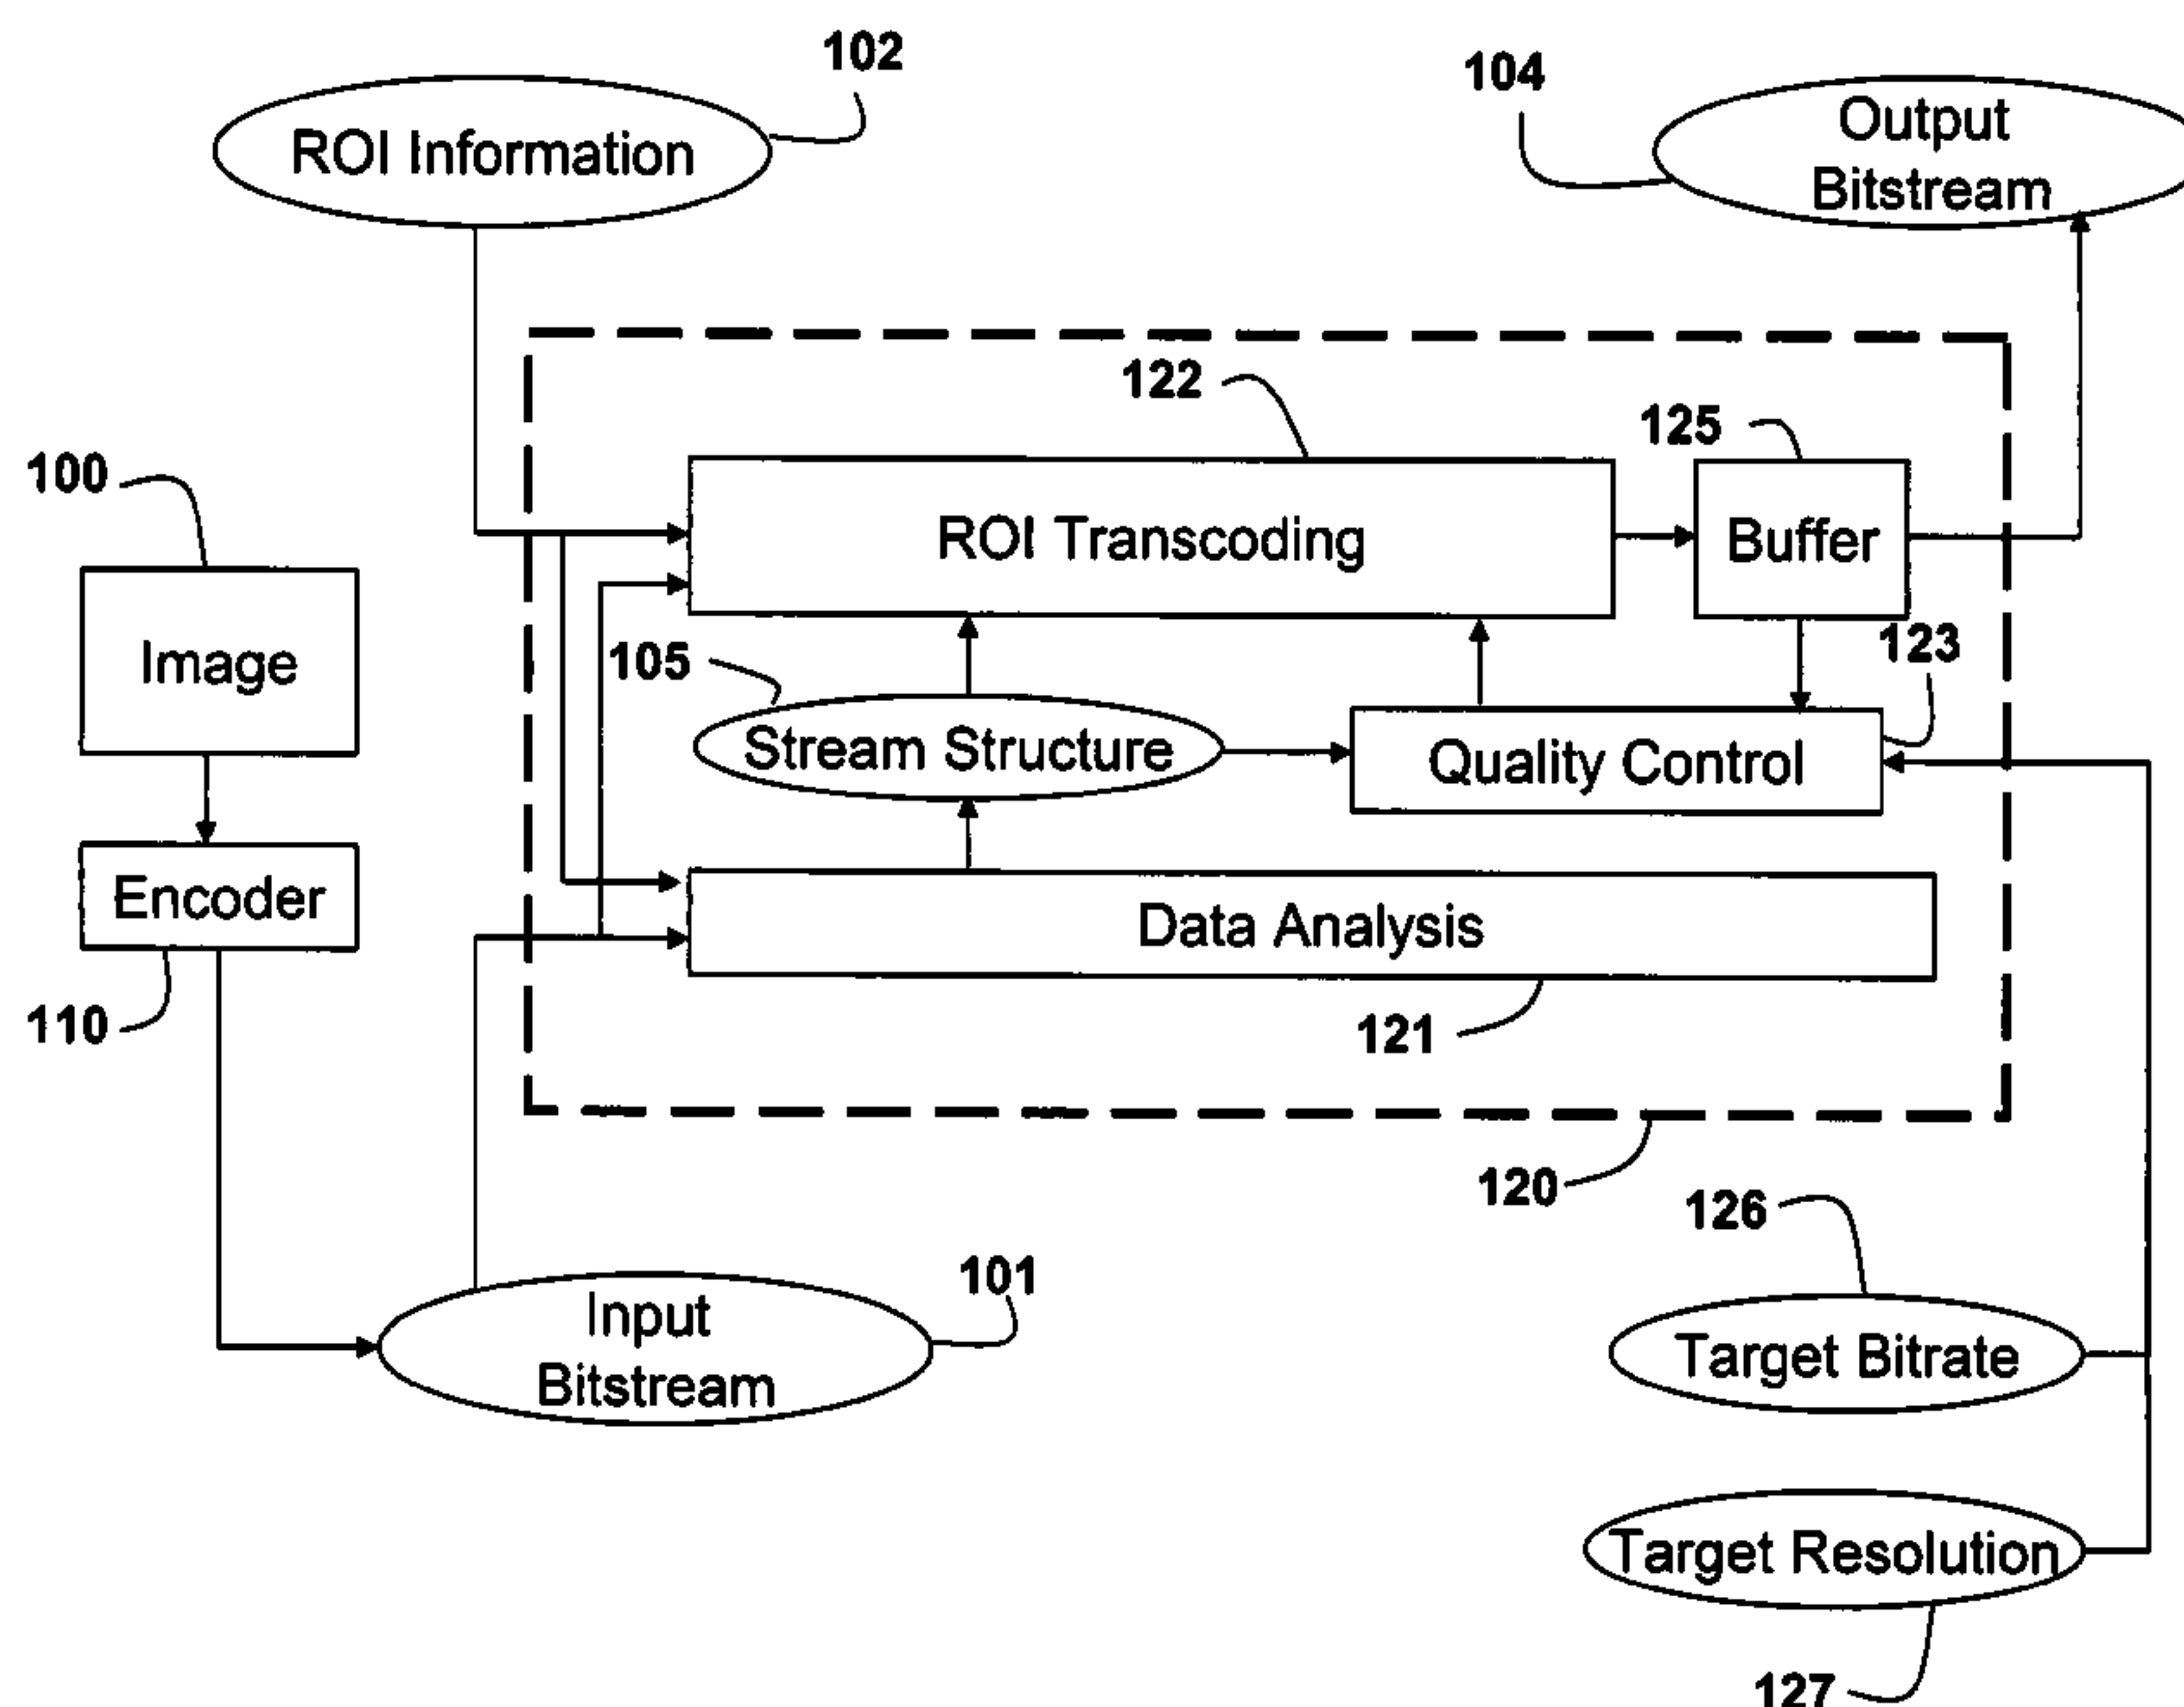 102
104
ROI Information
Output
Bitstream
122
125
100
ROI Transcoding
Buffer
Image
105
123
Stream Structure
Quality Control
Encoder
Data Analysis
110
121
120
126
101
Input
Bitstream
Target Bitrate
Target Resolution
127